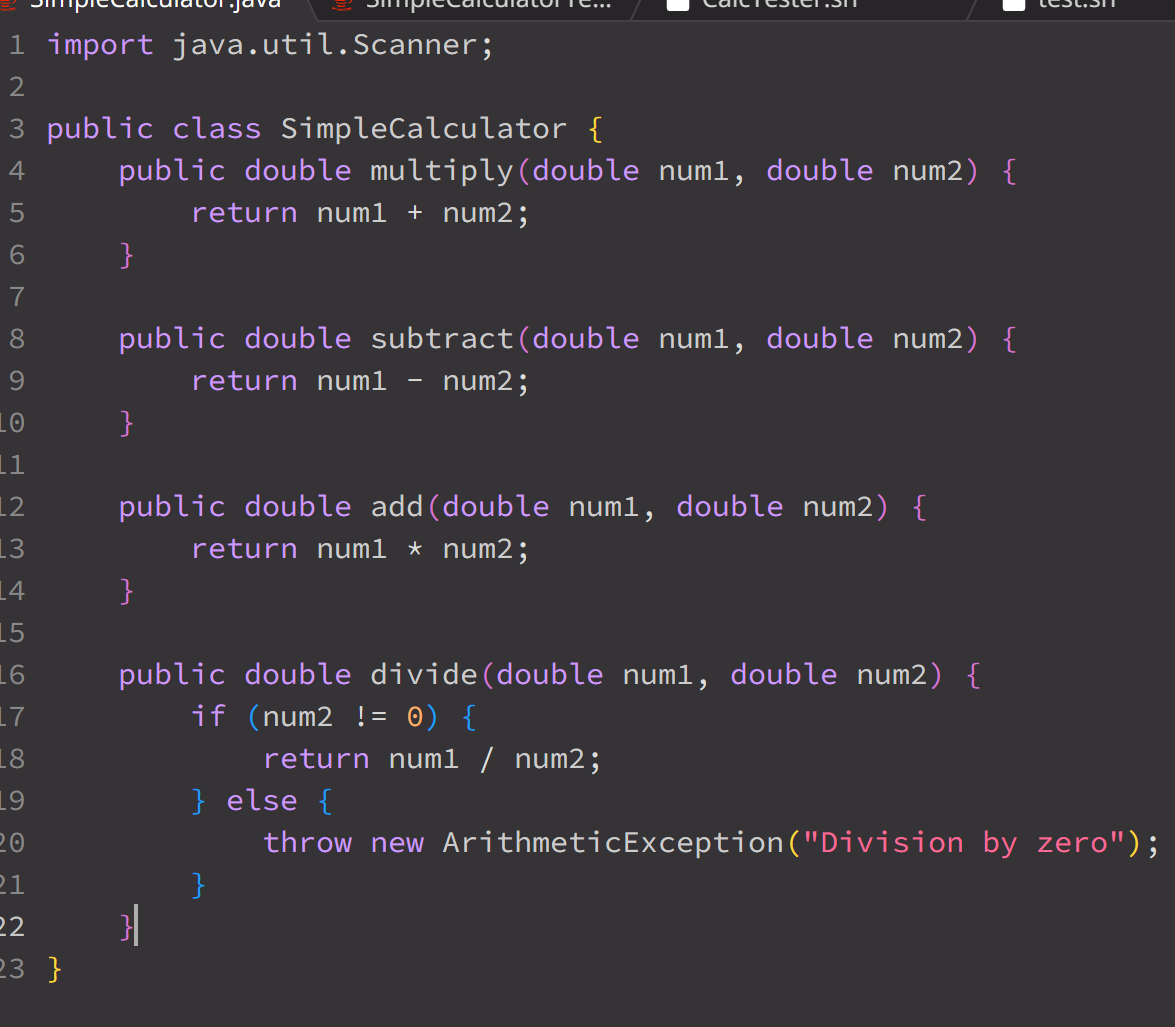 SimpleCalculator.java SimpleCalculatorTe... CalcTester.sh test.sh
1 import java.util.Scanner;
2
3 public class SimpleCalculator {
4     public double multiply(double num1, double num2) {
5         return num1 + num2;
6     }
7
8     public double subtract(double num1, double num2) {
9         return num1 - num2;
10     }
11
12     public double add(double num1, double num2) {
13         return num1 * num2;
14     }
15
16     public double divide(double num1, double num2) {
17         if (num2 != 0) {
18             return num1 / num2;
19         } else {
20             throw new ArithmeticException("Division by zero");
21         }
22     }
23 }